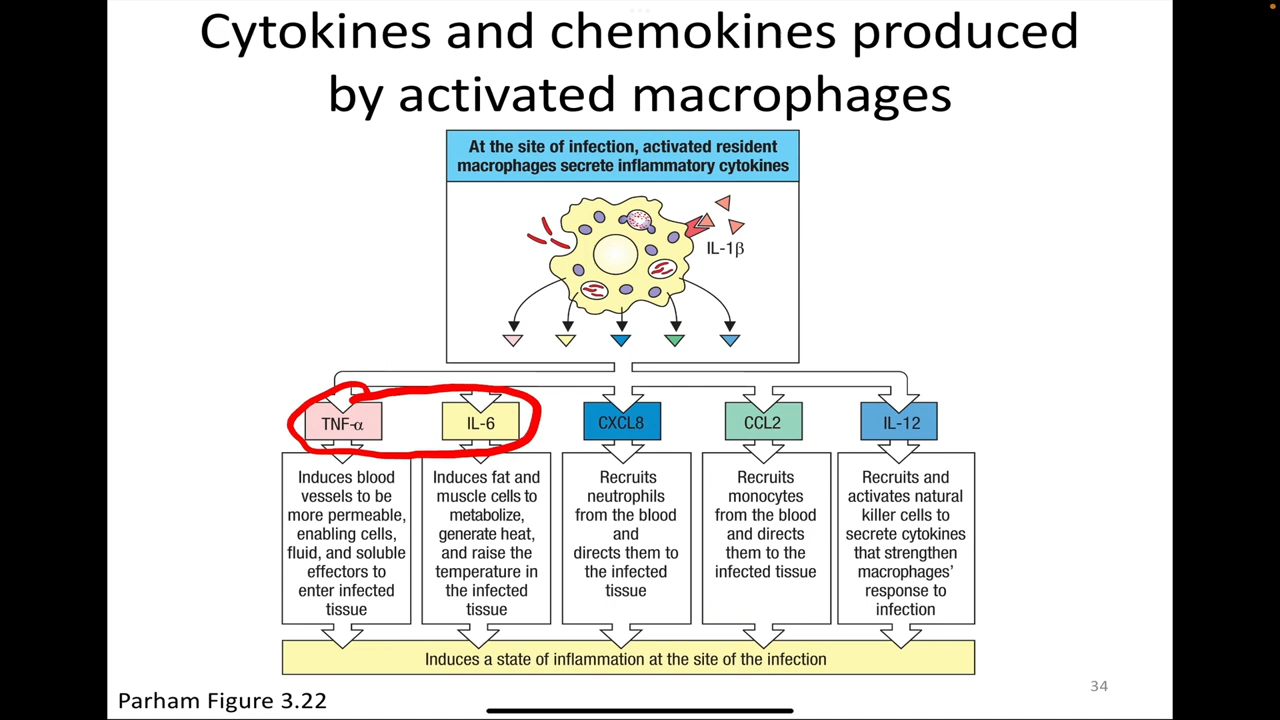 Cytokines and chemokines produced
by activated macrophages
At the site of infection, activated resident
macrophages secrete inflammatory cytokines
IL-1β
TNF-α
IL-6
CXCL8
CCL2
IL-12
Induces blood
vessels to be
more permeable,
enabling cells,
fluid, and soluble
effectors to
enter infected
tissue
Induces fat and
muscle cells to
metabolize,
generate heat,
and raise the
temperature in
the infected
tissue
Recruits
neutrophils
from the blood
and
directs them to
the infected
tissue
Recruits
monocytes
from the blood
and directs
them to the
infected tissue
Recruits and
activates natural
killer cells to
secrete cytokines
that strengthen
macrophages’
response to
infection
Induces a state of inflammation at the site of the infection
34
Parham Figure 3.22